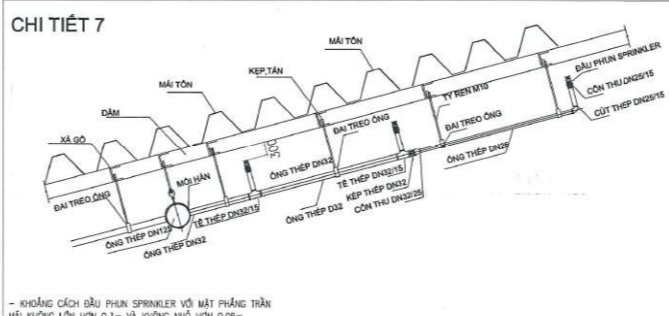 CHI TIẾT 7
MÁI TÔN
ĐẦU PHUN SPRINKLER
KẸP,TÁN
CÔN THU DN25/15
MÁI TÔN
TY REN M10
CÚT THÉP DN25/15
DẦM
ĐAI TREO ỐNG
ĐAI TREO ỐNG
XÀ GỒ
300
ỐNG THÉP DN25
ỐNG THÉP DN32
TÊ THÉP DN32/15
MỐI HÀN
KÉP THÉP DN32
ĐAI TREO ỐNG
CÔN THU DN32/25
TÊ THÉP DN32/15
ỐNG THÉP D32
ỐNG THÉP DN125
ỐNG THÉP DN32
- KHOẢNG CÁCH ĐẦU PHUN SPRINKLER VỚI MẶT PHẲNG TRẦN